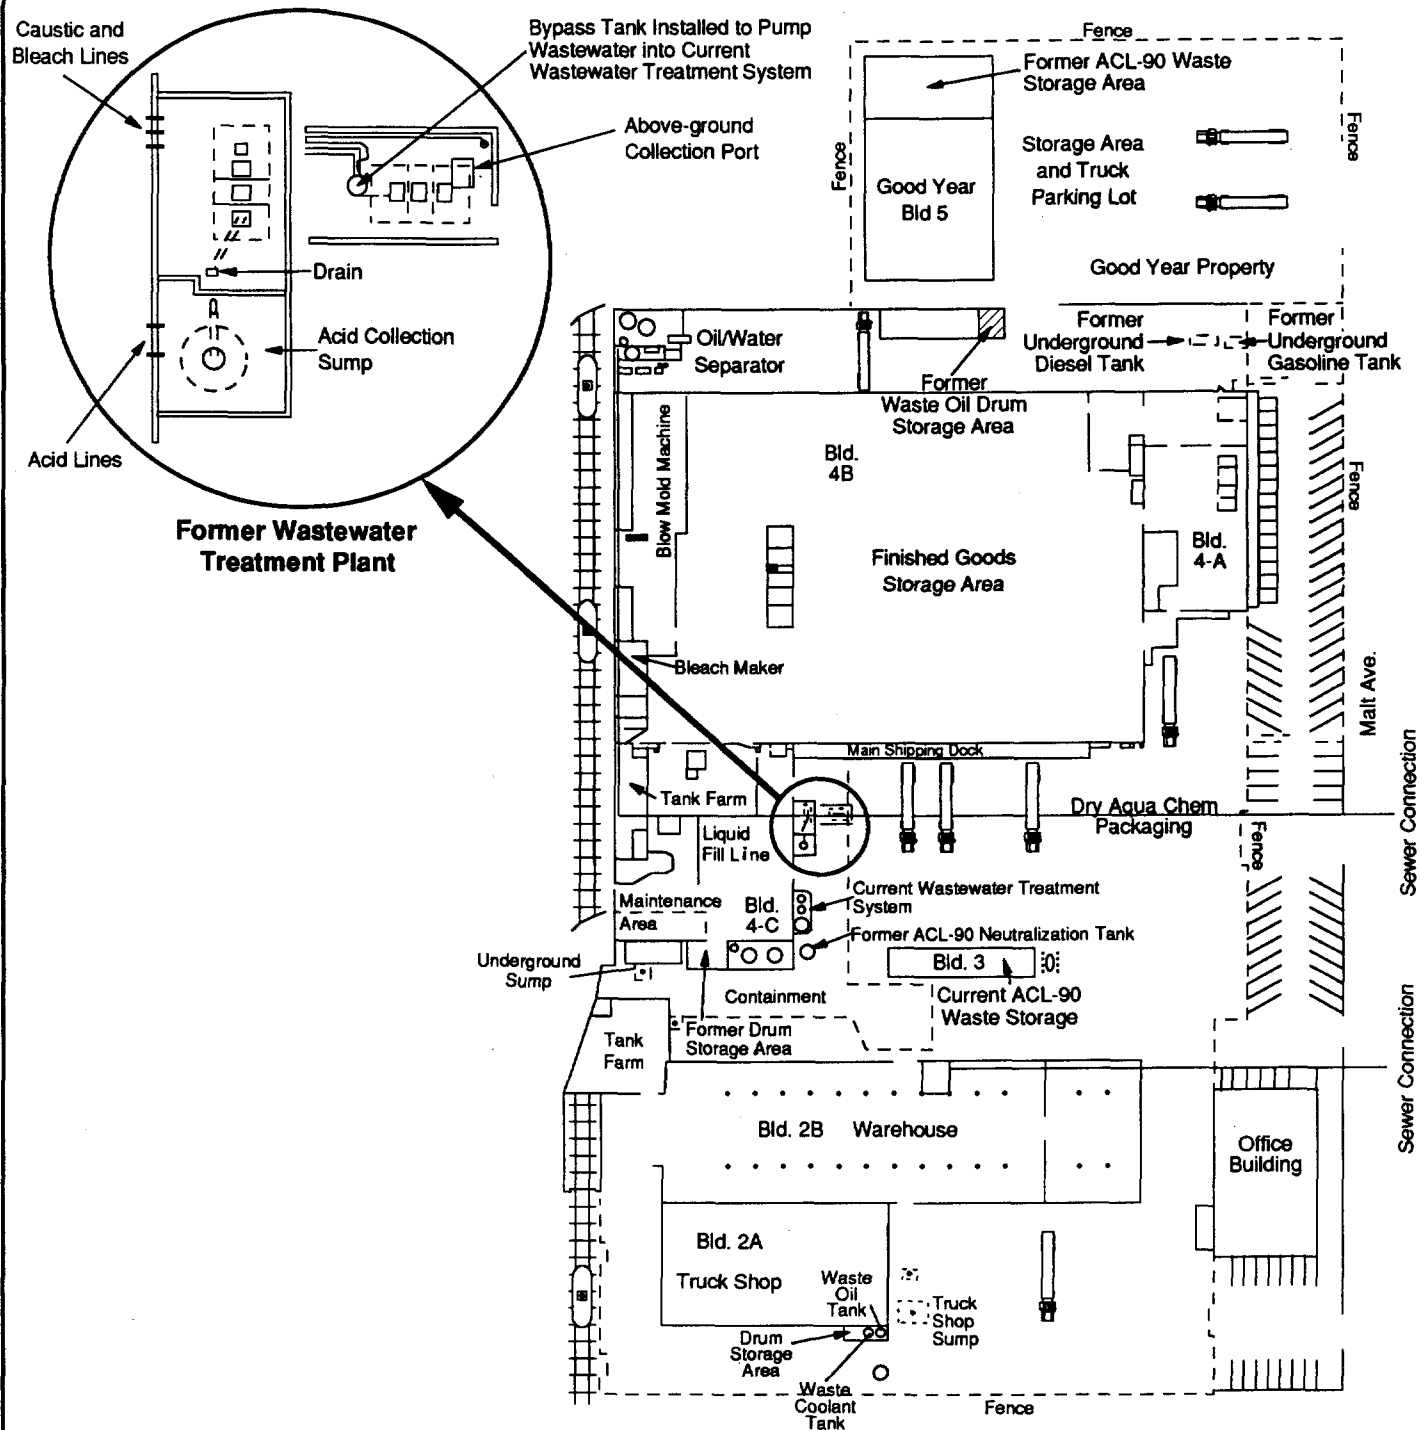 Caustic and
Bleach Lines
Bypass Tank Installed to Pump
Wastewater into Current
Wastewater Treatment System
Above-ground
Collection Port
Drain
Acid Collection
Sump
Acid Lines
Former Wastewater
Treatment Plant
Fence
Former ACL-90 Waste
Storage Area
Fence
Fence
Storage Area
and Truck
Parking Lot
Good Year
Bld 5
Good Year Property
Oil/Water
Separator
Former
Underground
Diesel Tank
Former
Underground
Gasoline Tank
Former
Waste Oil Drum
Storage Area
Blow Mold Machine
Bld.
4B
Fence
Finished Goods
Storage Area
Bld.
4-A
Bleach Maker
Malt Ave.
Main Shipping Dock
Tank Farm
Dry Aqua Chem
Packaging
Sewer Connection
Liquid
Fill Line
Fence
Current Wastewater Treatment
System
Maintenance
Area
Bld.
4-C
Former ACL-90 Neutralization Tank
Underground
Sump
Bld. 3
Containment
Current ACL-90
Waste Storage
Sewer Connection
Former Drum
Storage Area
Tank
Farm
Bld. 2B Warehouse
Office
Building
Bld. 2A
Truck Shop
Waste
Oil
Tank
Truck
Shop
Sump
Drum
Storage
Area
Waste
Coolant
Tank
Fence